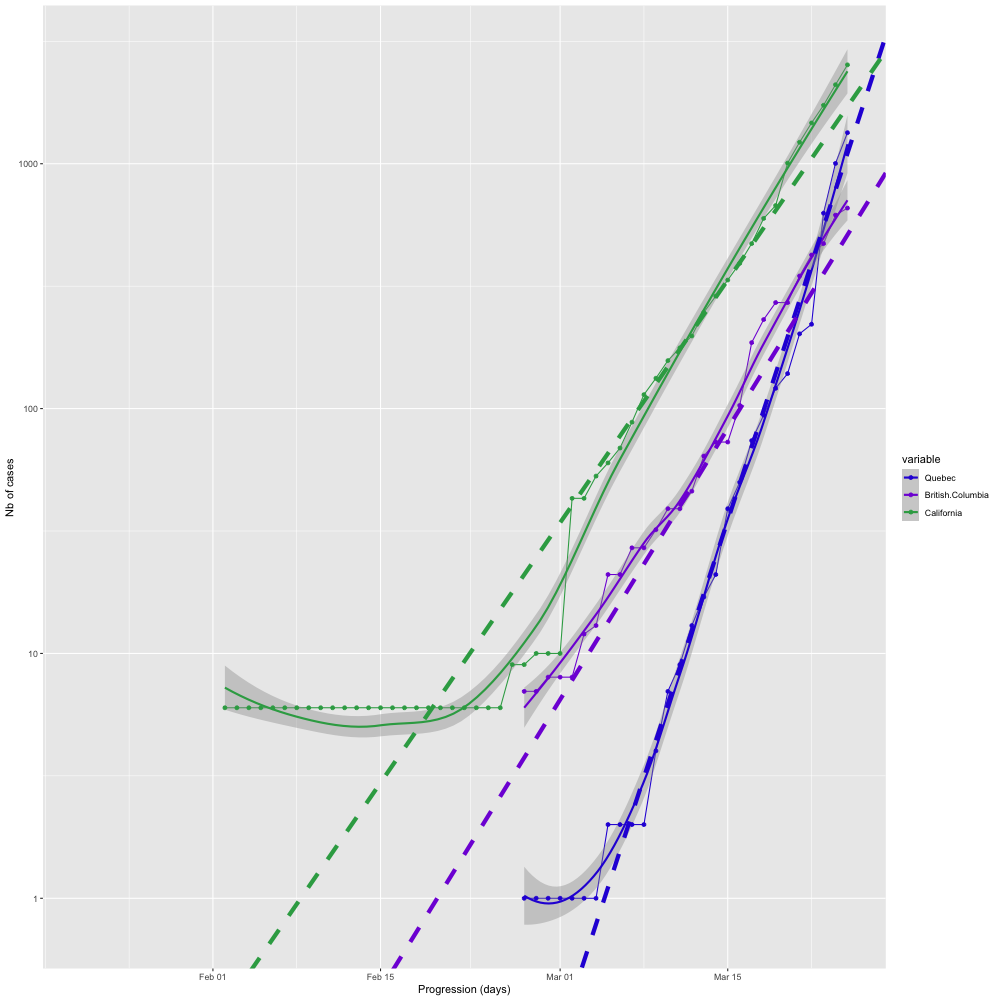 Nb of cases
1000
100
10
1
Feb 01
Feb 15
Mar 01
Mar 15
Progression (days)
variable
Quebec
British.Columbia
California